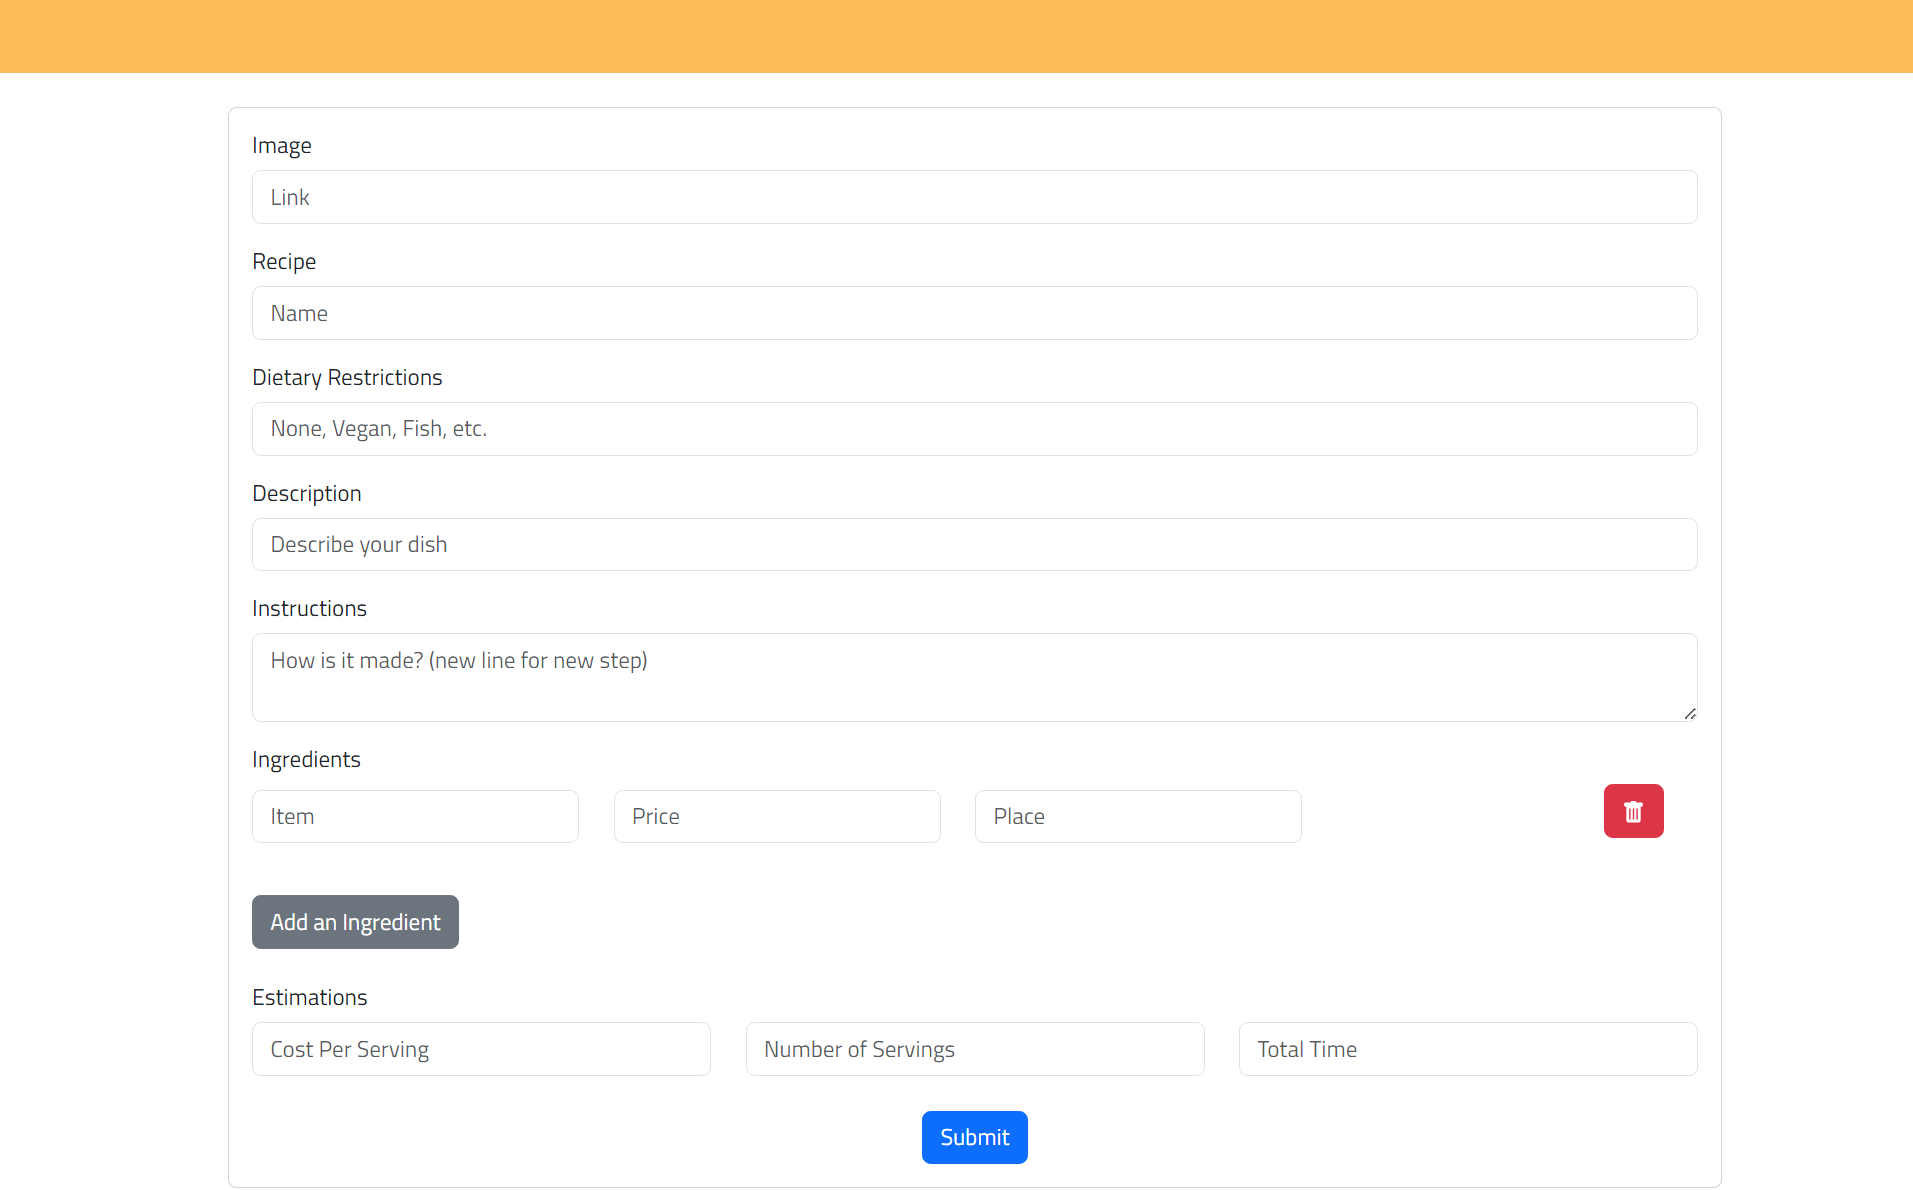 Image
Link
Recipe
Name
Dietary Restrictions
None, Vegan, Fish, etc.
Description
Describe your dish
Instructions
How is it made? (new line for new step)
Ingredients
Item Price Place
Add an Ingredient
Estimations
Cost Per Serving Number of Servings Total Time
Submit